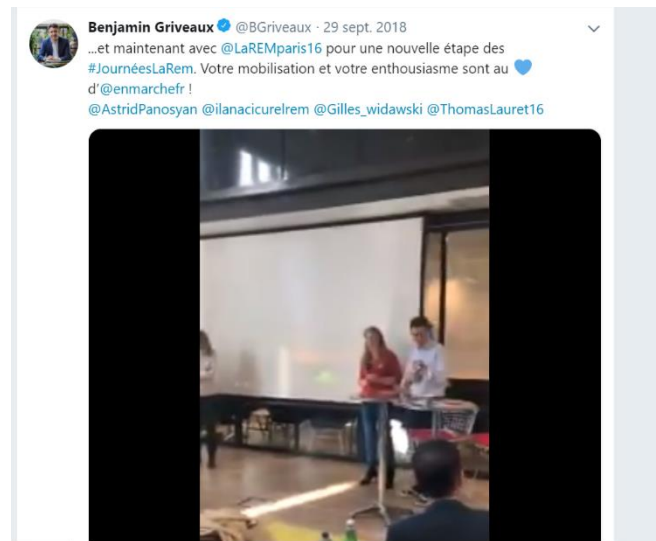 Benjamin Griveaux @BGriveaux · 29 sept. 2018
...et maintenant avec @LaREMparis16 pour une nouvelle étape des
#JournéesLaRem. Votre mobilisation et votre enthousiasme sont au 💙
d'@enmarchefr !
@AstridPanosyan @ilanacicurelrem @Gilles_widawski @ThomasLauret16